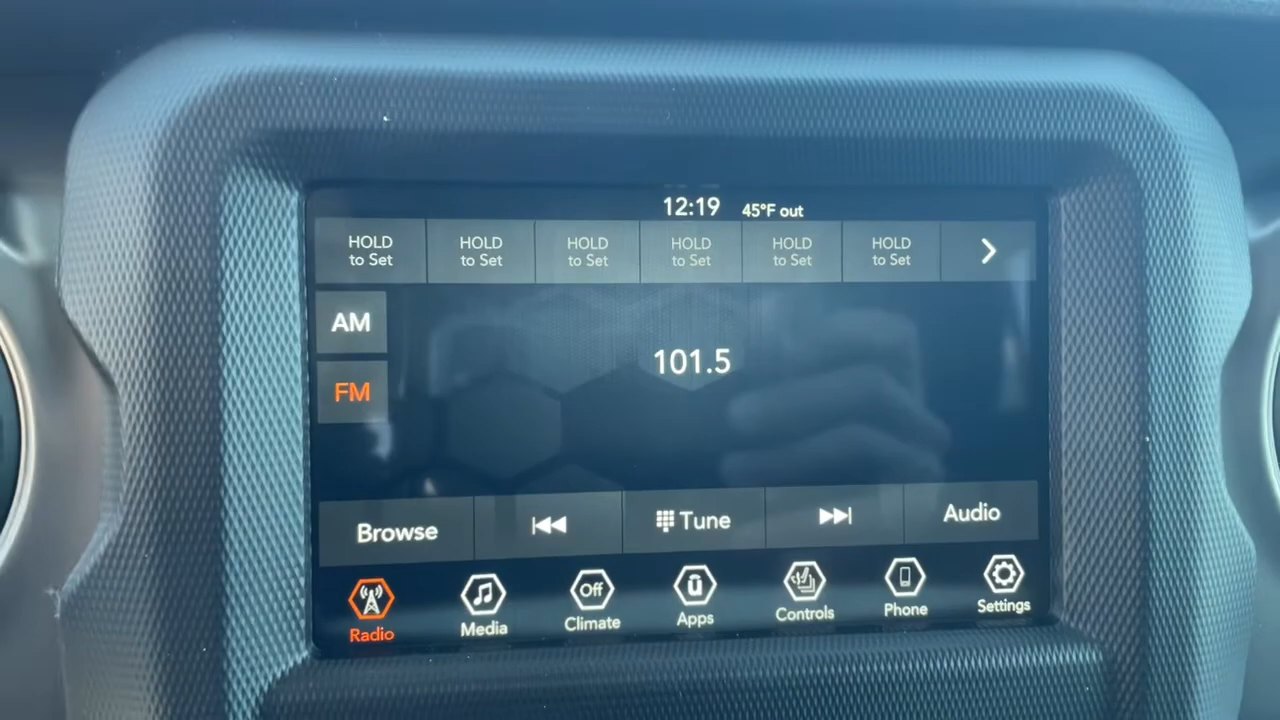 12:19 45°F out
HOLD
to Set
HOLD
to Set
HOLD
to Set
HOLD
to Set
HOLD
to Set
HOLD
to Set
AM
101.5
FM
Browse
Tune
Audio
Off
Radio
Media
Climate
Apps
Controls
Phone
Settings